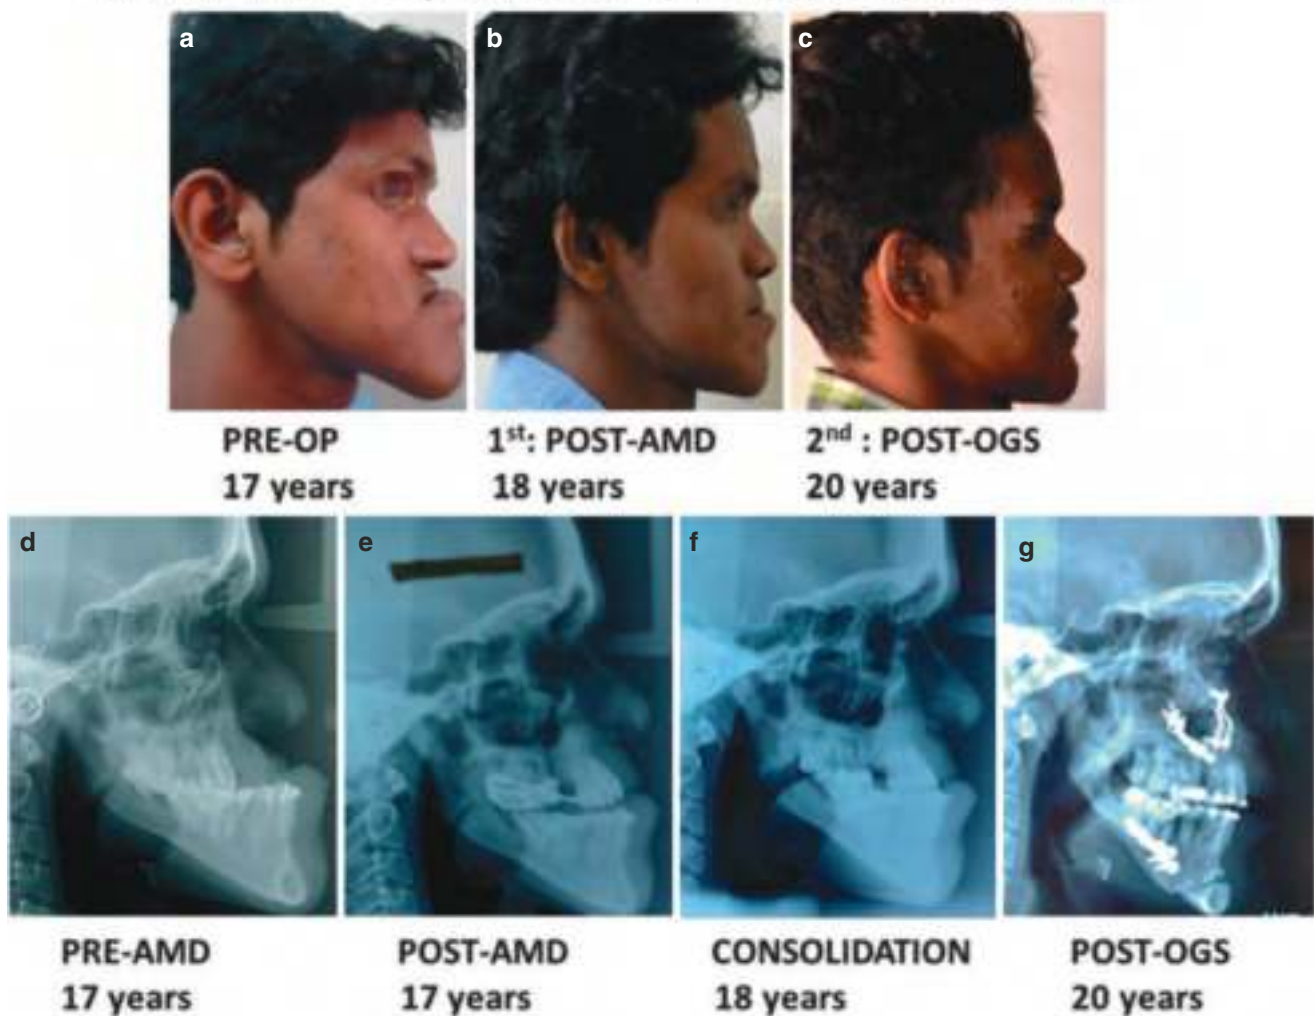 a b c
PRE-OP 1st: POST-AMD 2nd : POST-OGS
17 years 18 years 20 years
d e f g
PRE-AMD POST-AMD CONSOLIDATION POST-OGS
17 years 17 years 18 years 20 years